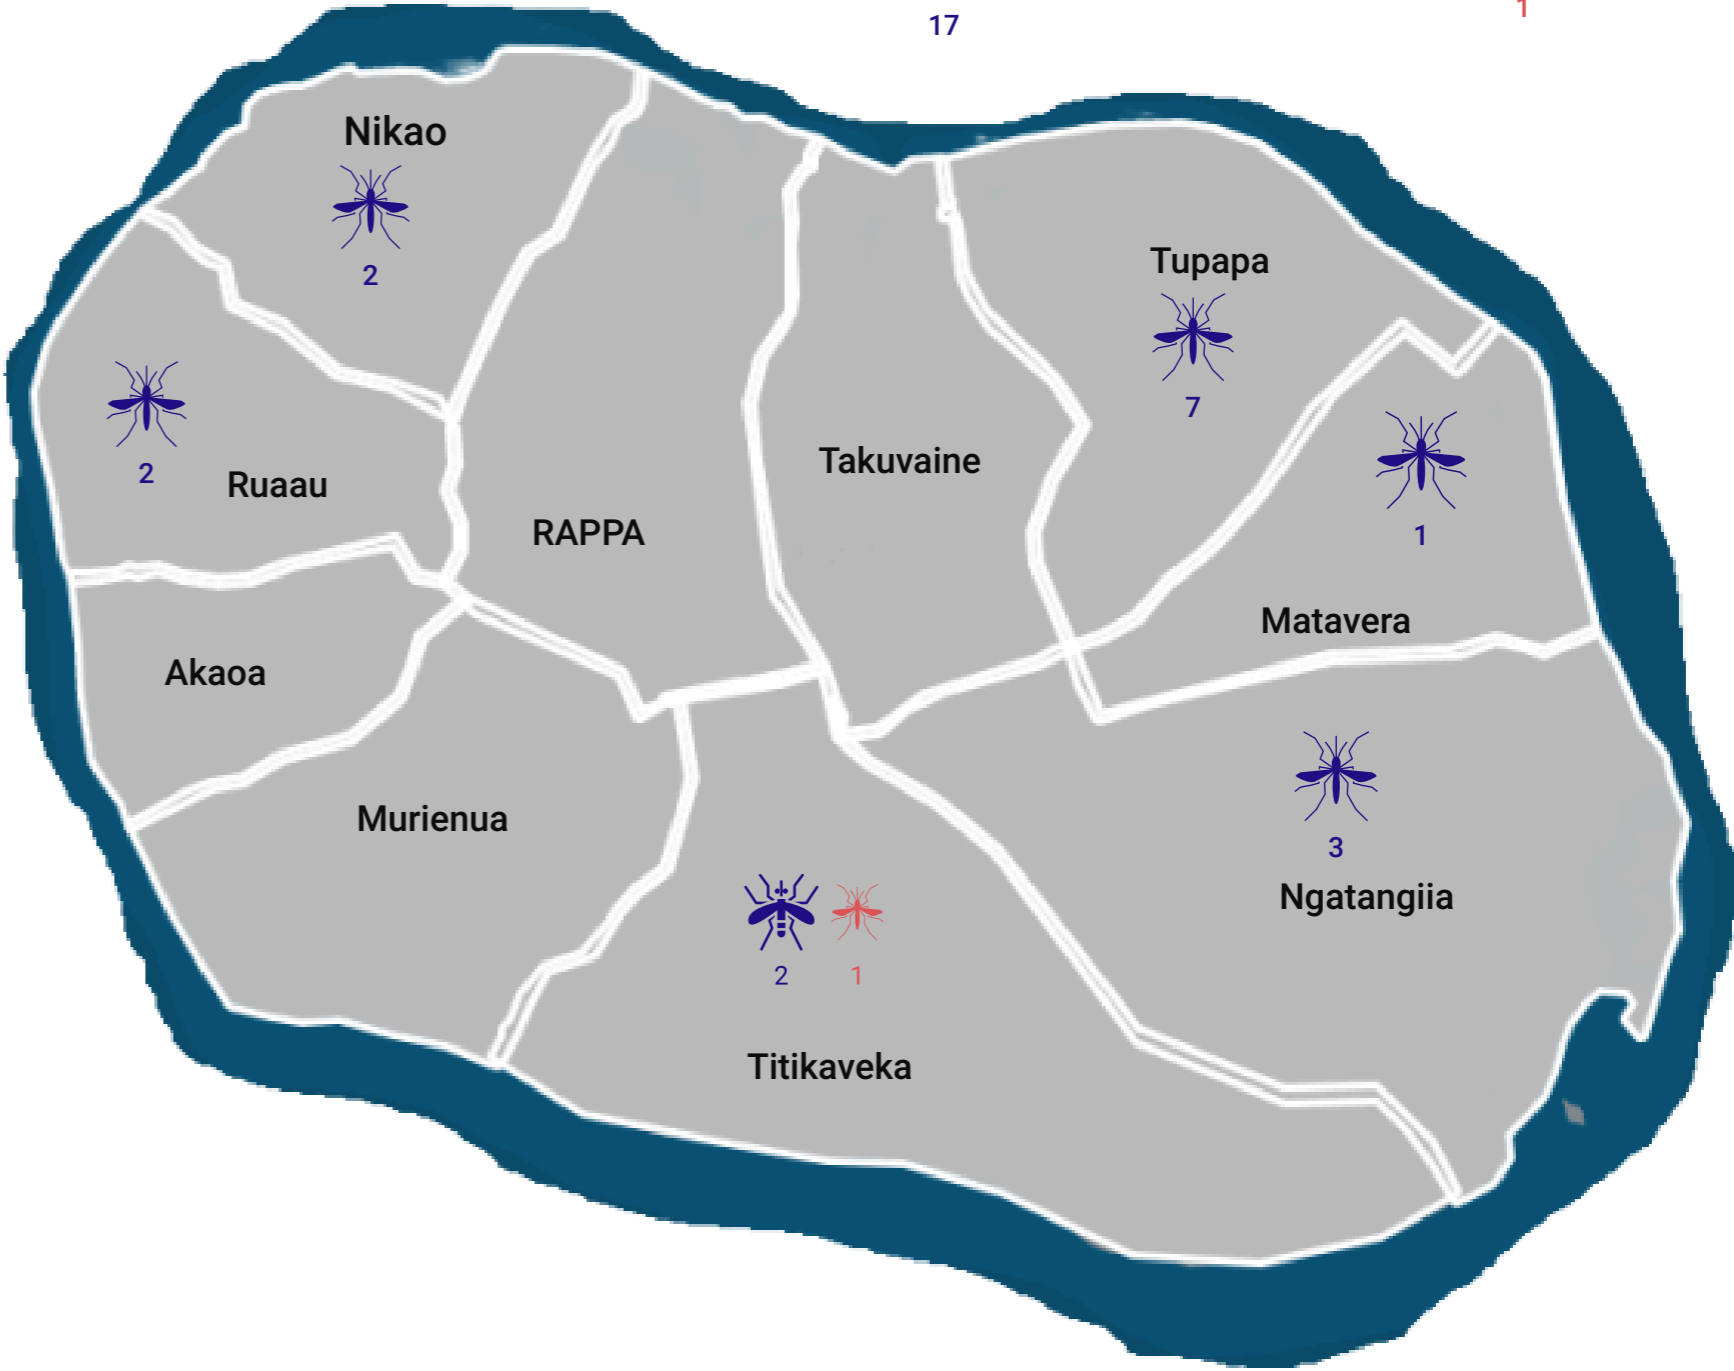 17
1
Nikao
2
Tupapa
7
2
Ruaau
Takuvaine
RAPPA
1
Matavera
Akaoa
Murienua
3
Ngatangiia
2 1
Titikaveka